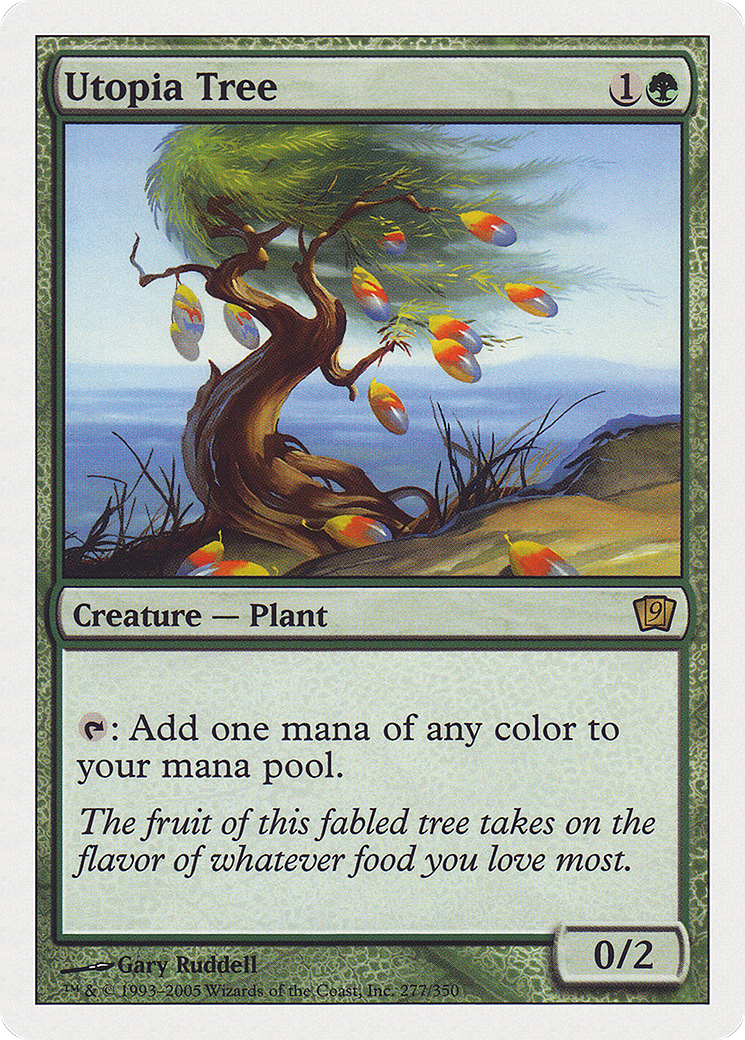 Utopia Tree 1
Creature — Plant 9
: Add one mana of any color to
your mana pool.
The fruit of this fabled tree takes on the
flavor of whatever food you love most.
0/2
Gary Ruddell
™ & © 1993–2005 Wizards of the Coast, Inc. 277/350